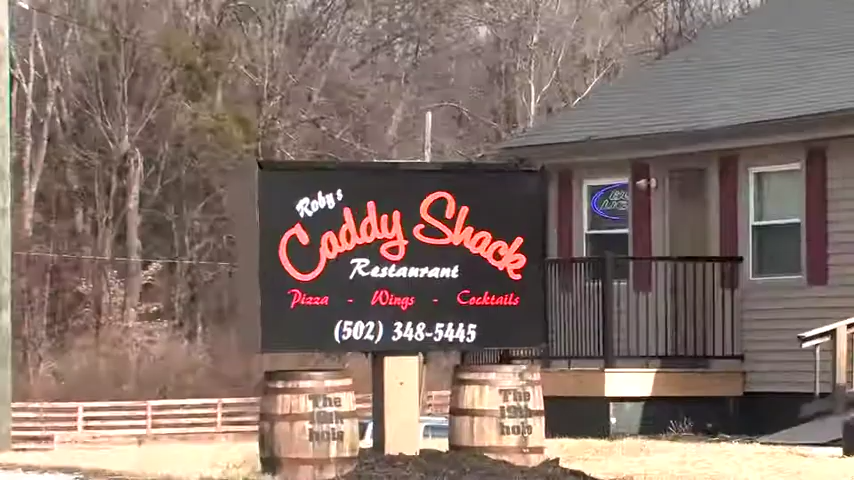 Roby's
Caddy Shack
Restaurant
Pizza - Wings - Cocktails
(502) 348-5445
The
19th
hole
The
19th
hole